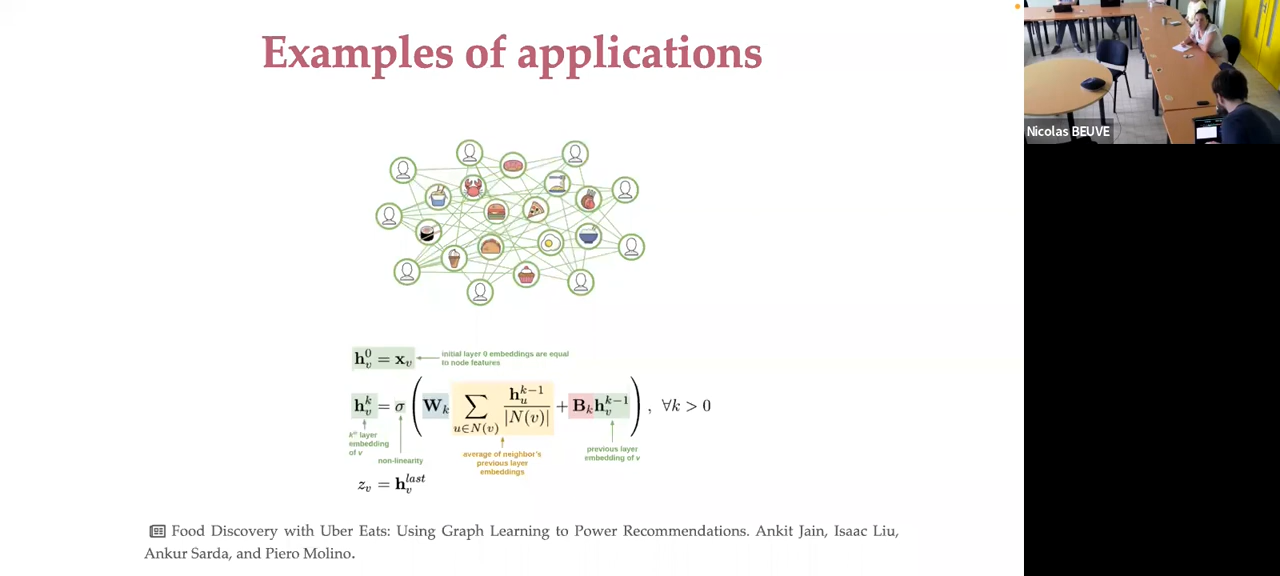 Examples of applications
Nicolas BEUVE
h_v^0 = x_v
initial layer 0 embeddings are equal
to node features
h_v^k = σ ( W_k ∑_{u∈N(v)} h_u^{k−1} / |N(v)| + B_k h_v^{k−1} ) , ∀k > 0
k^th layer
embedding
of v
non-linearity
average of neighbor's
previous layer
embeddings
previous layer
embedding of v
z_v = h_v^{last}
Food Discovery with Uber Eats: Using Graph Learning to Power Recommendations. Ankit Jain, Isaac Liu,
Ankur Sarda, and Piero Molino.